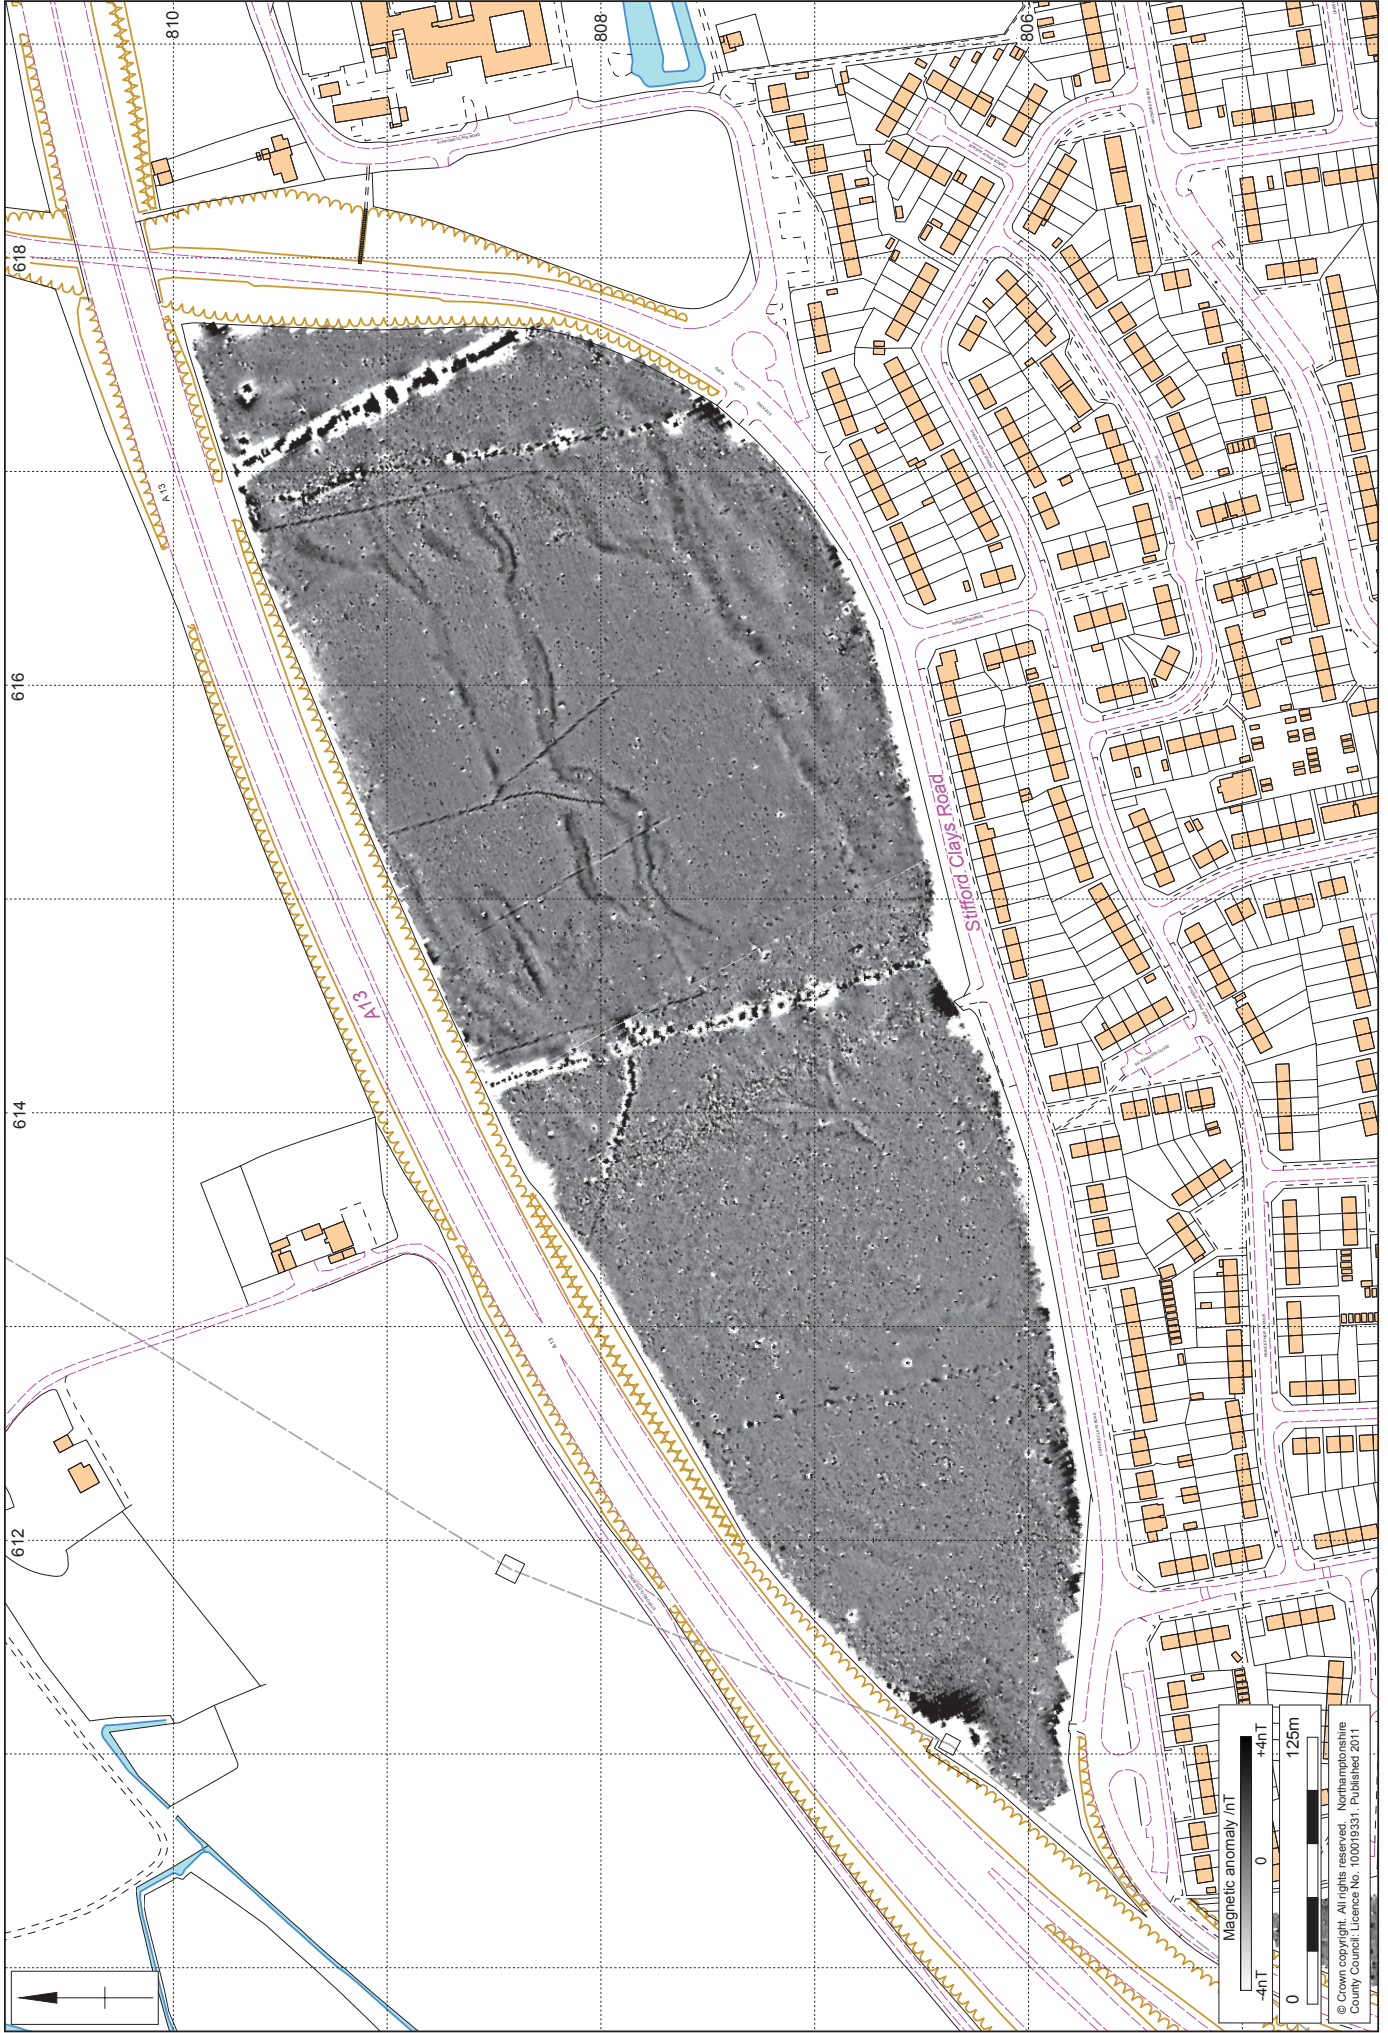 810
808
806
618
616
614
612
A13
A13
A13
Stifford Clays Road
Magnetic anomaly /nT
-4nT
0
+4nT
0
125m
© Crown copyright. All rights reserved. Northamptonshire
County Council: Licence No. 100019331. Published 2011